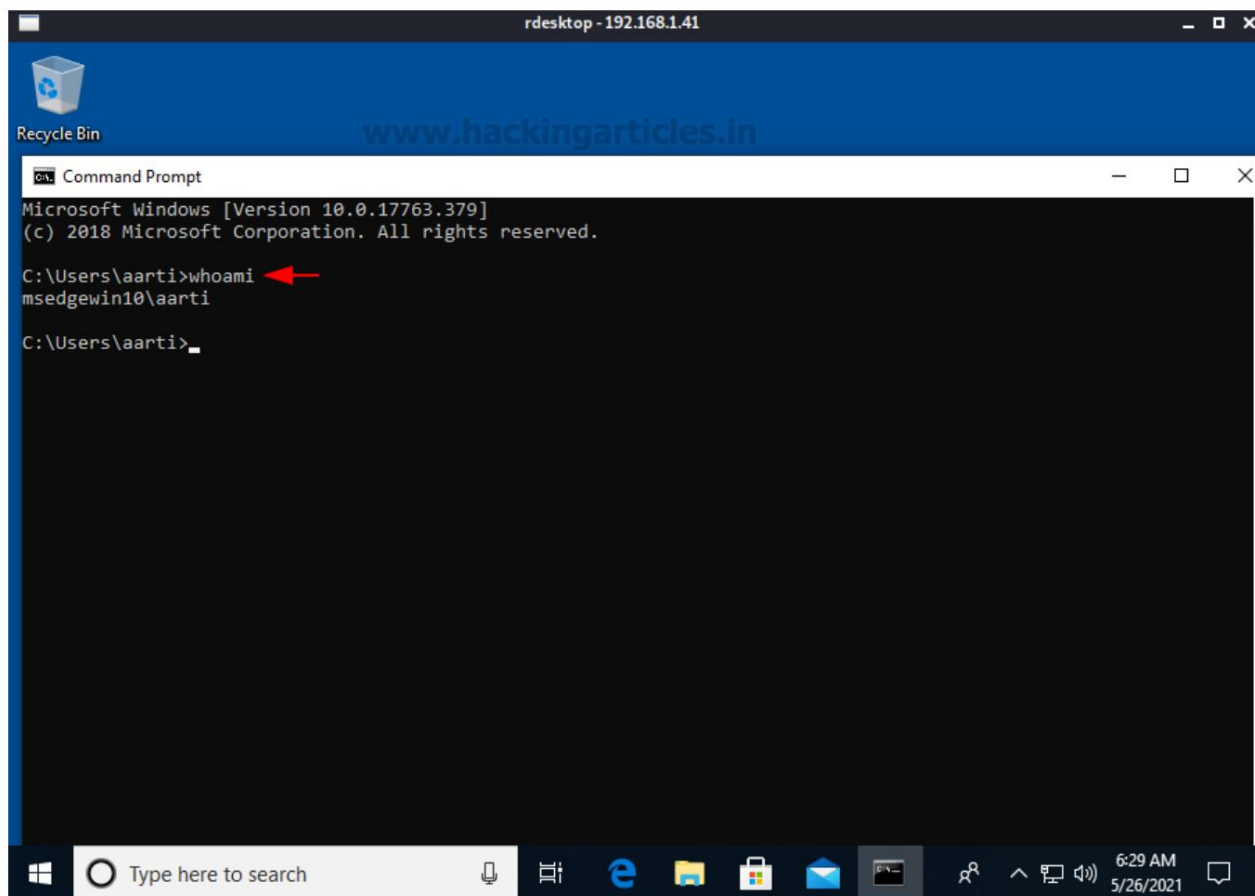 rdesktop - 192.168.1.41
Recycle Bin
www.hackingarticles.in
Command Prompt
Microsoft Windows [Version 10.0.17763.379]
(c) 2018 Microsoft Corporation. All rights reserved.
C:\Users\aarti>whoami
msedgewin10\aarti
C:\Users\aarti>
Type here to search
6:29 AM
5/26/2021